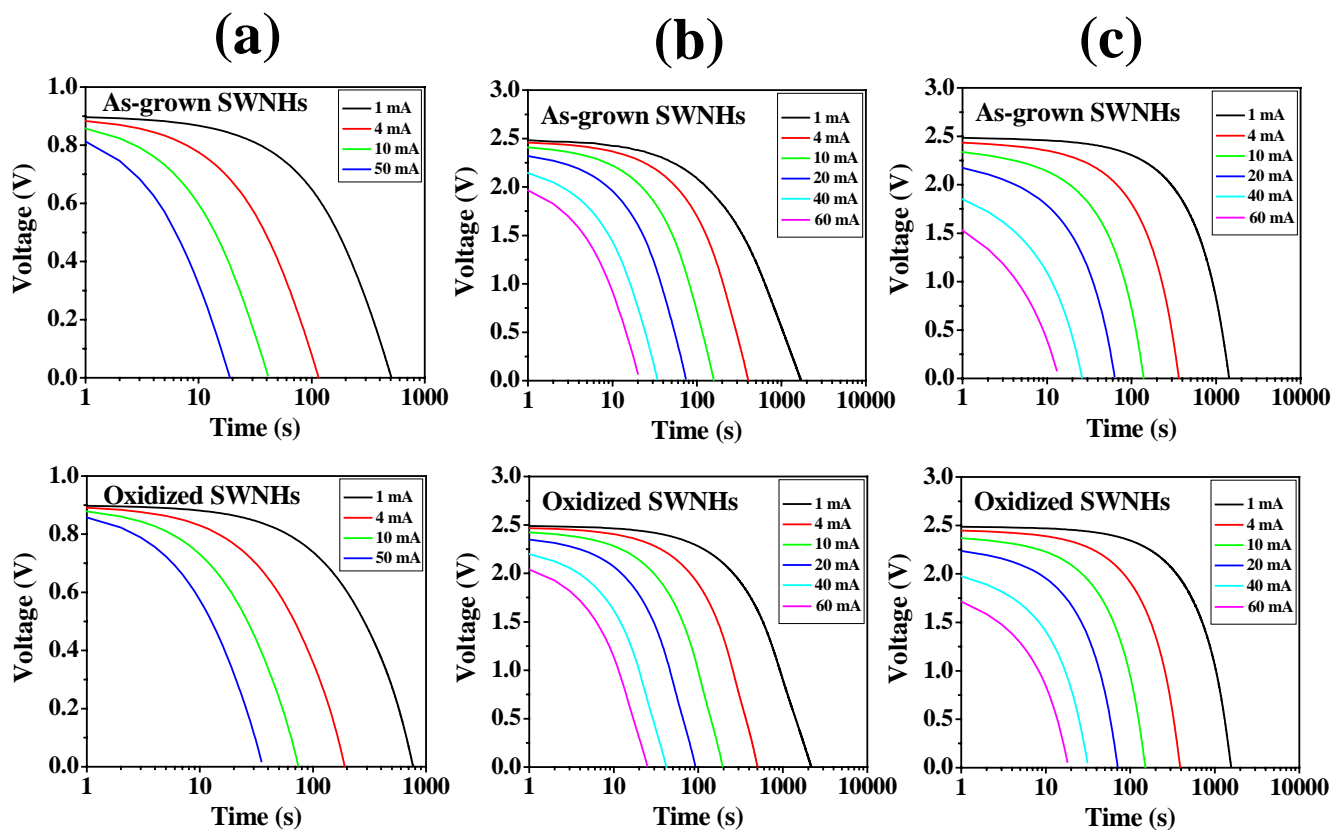 (a)
(b)
(c)
As-grown SWNHs
1 mA
4 mA
10 mA
50 mA
1.0
0.8
0.6
0.4
0.2
0.0
Voltage (V)
1
10
100
1000
Time (s)
As-grown SWNHs
1 mA
4 mA
10 mA
20 mA
40 mA
60 mA
3.0
2.5
2.0
1.5
1.0
0.5
0.0
Voltage (V)
1
10
100
1000
10000
Time (s)
As-grown SWNHs
1 mA
4 mA
10 mA
20 mA
40 mA
60 mA
3.0
2.5
2.0
1.5
1.0
0.5
0.0
Voltage (V)
1
10
100
1000
10000
Time (s)
Oxidized SWNHs
1 mA
4 mA
10 mA
50 mA
1.0
0.8
0.6
0.4
0.2
0.0
Voltage (V)
1
10
100
1000
Time (s)
Oxidized SWNHs
1 mA
4 mA
10 mA
20 mA
40 mA
60 mA
3.0
2.5
2.0
1.5
1.0
0.5
0.0
Voltage (V)
1
10
100
1000
10000
Time (s)
Oxidized SWNHs
1 mA
4 mA
10 mA
20 mA
40 mA
60 mA
3.0
2.5
2.0
1.5
1.0
0.5
0.0
Voltage (V)
1
10
100
1000
10000
Time (s)